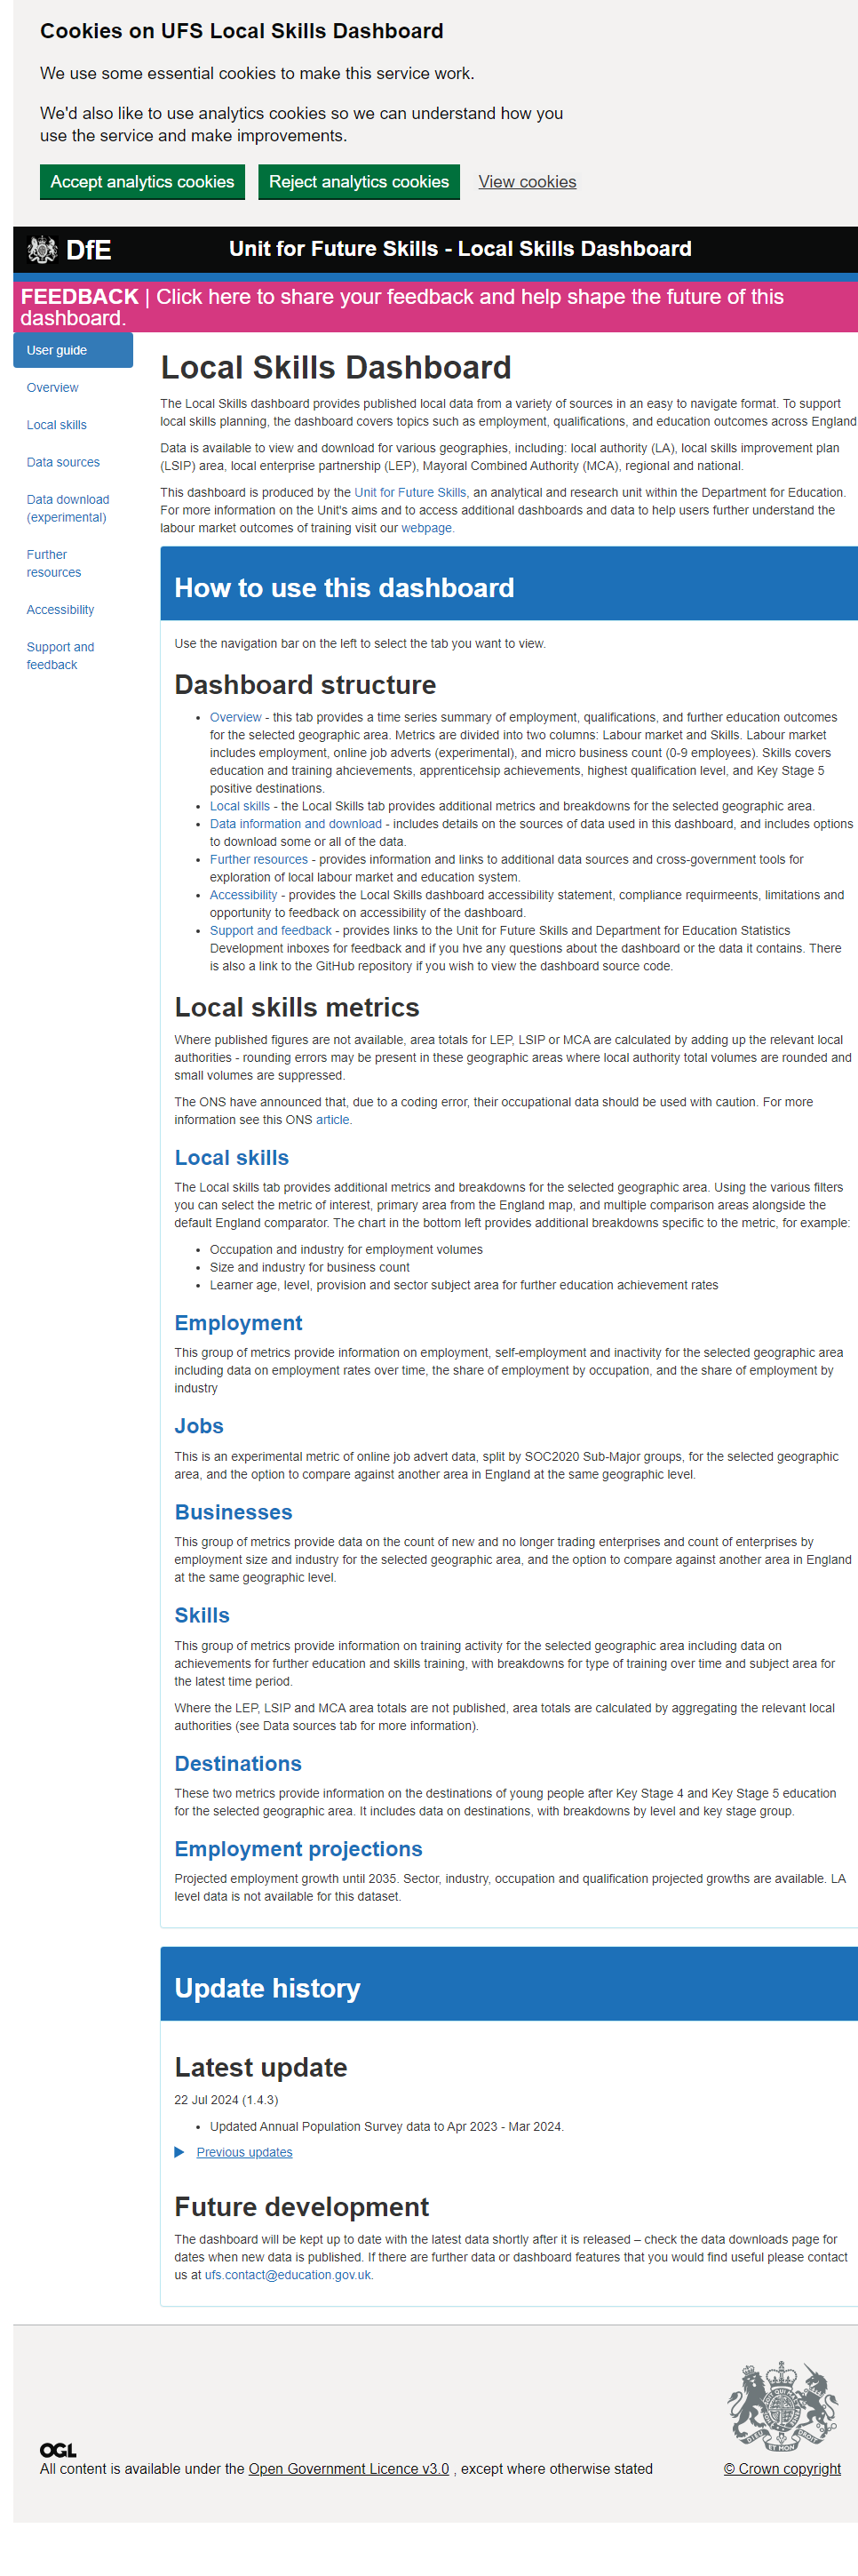 Cookies on UFS Local Skills Dashboard
We use some essential cookies to make this service work.
We'd also like to use analytics cookies so we can understand how you
use the service and make improvements.
Accept analytics cookies Reject analytics cookies View cookies
DfE Unit for Future Skills - Local Skills Dashboard
FEEDBACK | Click here to share your feedback and help shape the future of this
dashboard.
User guide
Overview
Local skills
Data sources
Data download
(experimental)
Further
resources
Accessibility
Support and
feedback
Local Skills Dashboard
The Local Skills dashboard provides published local data from a variety of sources in an easy to navigate format. To support
local skills planning, the dashboard covers topics such as employment, qualifications, and education outcomes across England
Data is available to view and download for various geographies, including: local authority (LA), local skills improvement plan
(LSIP) area, local enterprise partnership (LEP), Mayoral Combined Authority (MCA), regional and national.
This dashboard is produced by the Unit for Future Skills, an analytical and research unit within the Department for Education.
For more information on the Unit's aims and to access additional dashboards and data to help users further understand the
labour market outcomes of training visit our webpage.
How to use this dashboard
Use the navigation bar on the left to select the tab you want to view.
Dashboard structure
• Overview - this tab provides a time series summary of employment, qualifications, and further education outcomes
for the selected geographic area. Metrics are divided into two columns: Labour market and Skills. Labour market
includes employment, online job adverts (experimental), and micro business count (0-9 employees). Skills covers
education and training ahcievements, apprenticehsip achievements, highest qualification level, and Key Stage 5
positive destinations.
• Local skills - the Local Skills tab provides additional metrics and breakdowns for the selected geographic area.
• Data information and download - includes details on the sources of data used in this dashboard, and includes options
to download some or all of the data.
• Further resources - provides information and links to additional data sources and cross-government tools for
exploration of local labour market and education system.
• Accessibility - provides the Local Skills dashboard accessibility statement, compliance requirmeents, limitations and
opportunity to feedback on accessibility of the dashboard.
• Support and feedback - provides links to the Unit for Future Skills and Department for Education Statistics
Development inboxes for feedback and if you hve any questions about the dashboard or the data it contains. There
is also a link to the GitHub repository if you wish to view the dashboard source code.
Local skills metrics
Where published figures are not available, area totals for LEP, LSIP or MCA are calculated by adding up the relevant local
authorities - rounding errors may be present in these geographic areas where local authority total volumes are rounded and
small volumes are suppressed.
The ONS have announced that, due to a coding error, their occupational data should be used with caution. For more
information see this ONS article.
Local skills
The Local skills tab provides additional metrics and breakdowns for the selected geographic area. Using the various filters
you can select the metric of interest, primary area from the England map, and multiple comparison areas alongside the
default England comparator. The chart in the bottom left provides additional breakdowns specific to the metric, for example:
• Occupation and industry for employment volumes
• Size and industry for business count
• Learner age, level, provision and sector subject area for further education achievement rates
Employment
This group of metrics provide information on employment, self-employment and inactivity for the selected geographic area
including data on employment rates over time, the share of employment by occupation, and the share of employment by
industry
Jobs
This is an experimental metric of online job advert data, split by SOC2020 Sub-Major groups, for the selected geographic
area, and the option to compare against another area in England at the same geographic level.
Businesses
This group of metrics provide data on the count of new and no longer trading enterprises and count of enterprises by
employment size and industry for the selected geographic area, and the option to compare against another area in England
at the same geographic level.
Skills
This group of metrics provide information on training activity for the selected geographic area including data on
achievements for further education and skills training, with breakdowns for type of training over time and subject area for
the latest time period.
Where the LEP, LSIP and MCA area totals are not published, area totals are calculated by aggregating the relevant local
authorities (see Data sources tab for more information).
Destinations
These two metrics provide information on the destinations of young people after Key Stage 4 and Key Stage 5 education
for the selected geographic area. It includes data on destinations, with breakdowns by level and key stage group.
Employment projections
Projected employment growth until 2035. Sector, industry, occupation and qualification projected growths are available. LA
level data is not available for this dataset.
Update history
Latest update
22 Jul 2024 (1.4.3)
• Updated Annual Population Survey data to Apr 2023 - Mar 2024.
Previous updates
Future development
The dashboard will be kept up to date with the latest data shortly after it is released – check the data downloads page for
dates when new data is published. If there are further data or dashboard features that you would find useful please contact
us at ufs.contact@education.gov.uk.
OGL
All content is available under the Open Government Licence v3.0 , except where otherwise stated
© Crown copyright